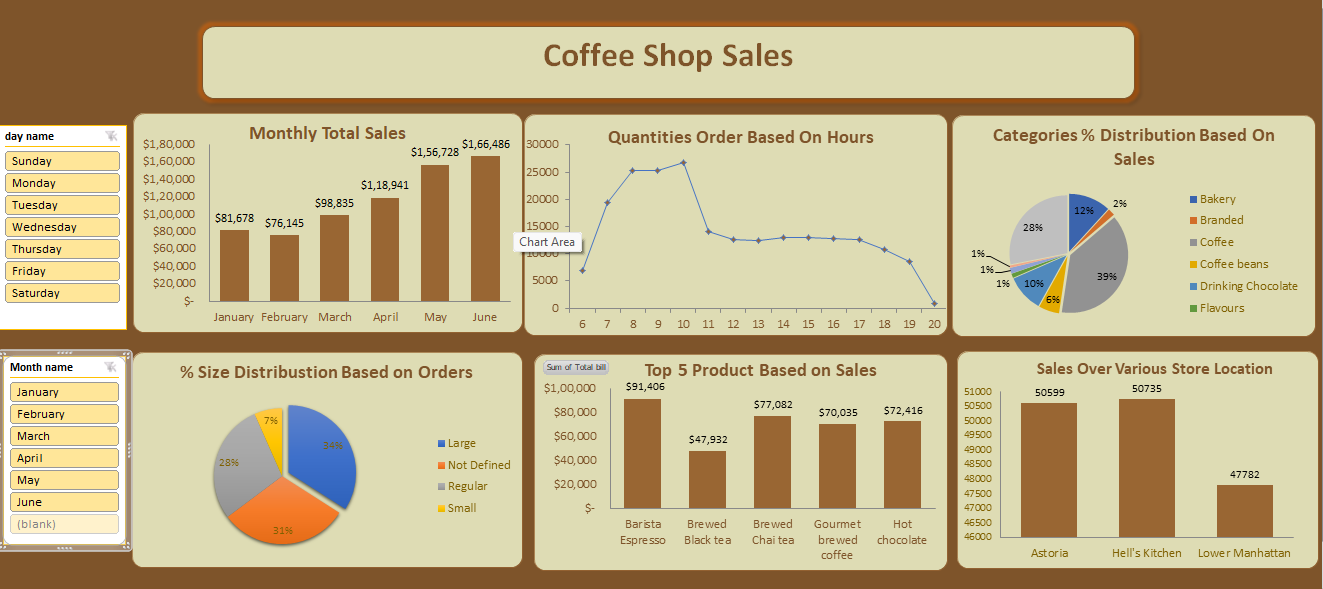 Coffee Shop Sales
day name
Sunday
Monday
Tuesday
Wednesday
Thursday
Friday
Saturday
Monthly Total Sales
$1,80,000
$1,60,000
$1,40,000
$1,20,000
$1,00,000
$80,000
$60,000
$40,000
$20,000
$-
$81,678
$76,145
$98,835
$1,18,941
$1,56,728
$1,66,486
January February March April May June
Quantities Order Based On Hours
30000
25000
20000
15000
10000
5000
0
Chart Area
6 7 8 9 10 11 12 13 14 15 16 17 18 19 20
Categories % Distribution Based On
Sales
12%
2%
39%
6%
10%
1%
1%
1%
28%
Bakery
Branded
Coffee
Coffee beans
Drinking Chocolate
Flavours
Month name
January
February
March
April
May
June
(blank)
% Size Distribustion Based on Orders
34%
31%
28%
7%
Large
Not Defined
Regular
Small
Sum of Total bill
Top 5 Product Based on Sales
$1,00,000
$80,000
$60,000
$40,000
$20,000
$-
$91,406
$47,932
$77,082
$70,035
$72,416
Barista
Espresso
Brewed
Black tea
Brewed
Chai tea
Gourmet
brewed
coffee
Hot
chocolate
Sales Over Various Store Location
51000
50500
50000
49500
49000
48500
48000
47500
47000
46500
46000
50599
50735
47782
Astoria Hell's Kitchen Lower Manhattan